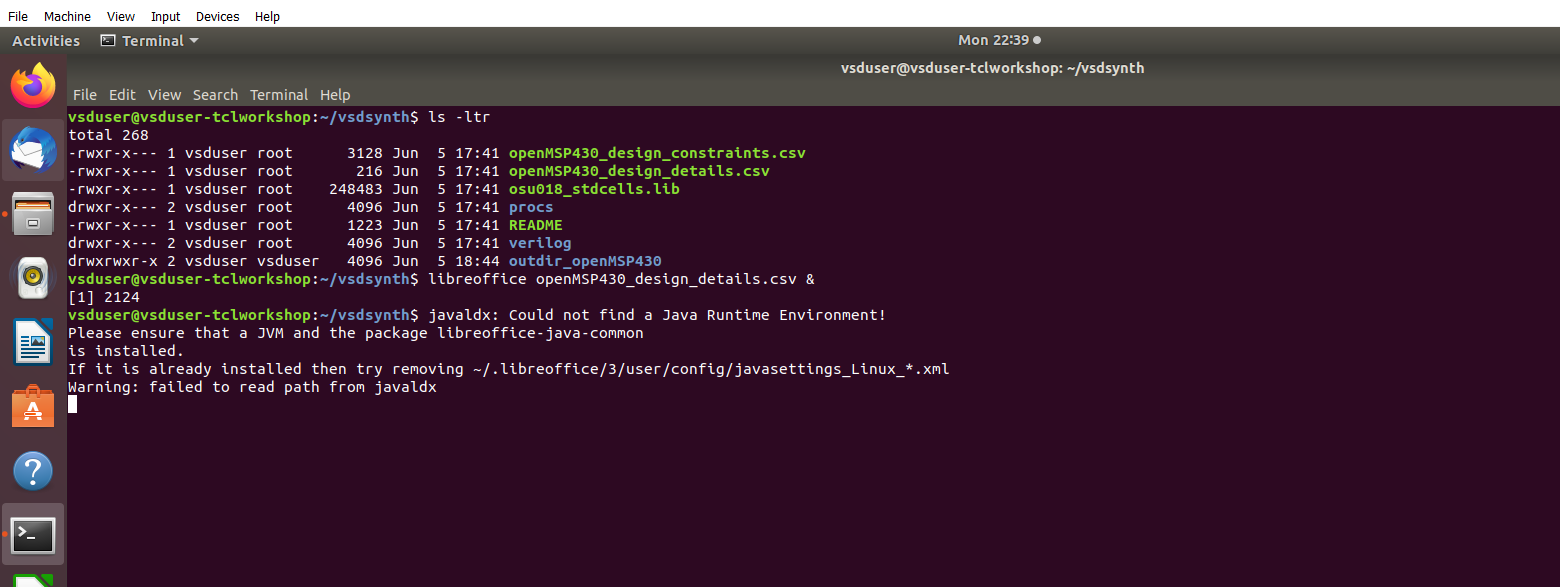 File Machine View Input Devices Help
Activities Terminal Mon 22:39
vsduser@vsduser-tclworkshop: ~/vsdsynth
File Edit View Search Terminal Help
vsduser@vsduser-tclworkshop:~/vsdsynth$ ls -ltr
total 268
-rwxr-x--- 1 vsduser root 3128 Jun 5 17:41 openMSP430_design_constraints.csv
-rwxr-x--- 1 vsduser root 216 Jun 5 17:41 openMSP430_design_details.csv
-rwxr-x--- 1 vsduser root 248483 Jun 5 17:41 osu018_stdcells.lib
drwxr-x--- 2 vsduser root 4096 Jun 5 17:41 procs
-rwxr-x--- 1 vsduser root 1223 Jun 5 17:41 README
drwxr-x--- 2 vsduser root 4096 Jun 5 17:41 verilog
drwxrwxr-x 2 vsduser vsduser 4096 Jun 5 18:44 outdir_openMSP430
vsduser@vsduser-tclworkshop:~/vsdsynth$ libreoffice openMSP430_design_details.csv &
[1] 2124
vsduser@vsduser-tclworkshop:~/vsdsynth$ javaldx: Could not find a Java Runtime Environment!
Please ensure that a JVM and the package libreoffice-java-common
is installed.
If it is already installed then try removing ~/.libreoffice/3/user/config/javasettings_Linux_*.xml
Warning: failed to read path from javaldx